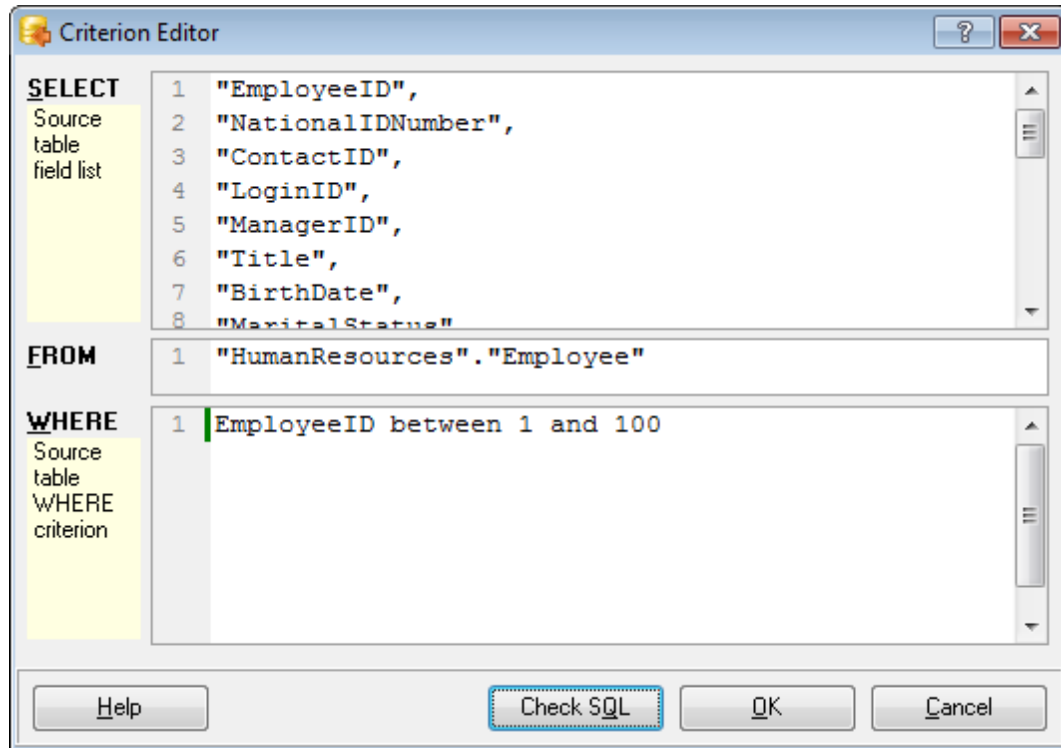 Criterion Editor
SELECT
Source
table
field list
1 "EmployeeID",
2 "NationalIDNumber",
3 "ContactID",
4 "LoginID",
5 "ManagerID",
6 "Title",
7 "BirthDate",
8 "MaritalStatus"
FROM
1 "HumanResources"."Employee"
WHERE
Source
table
WHERE
criterion
1 EmployeeID between 1 and 100
Help
Check SQL
OK
Cancel